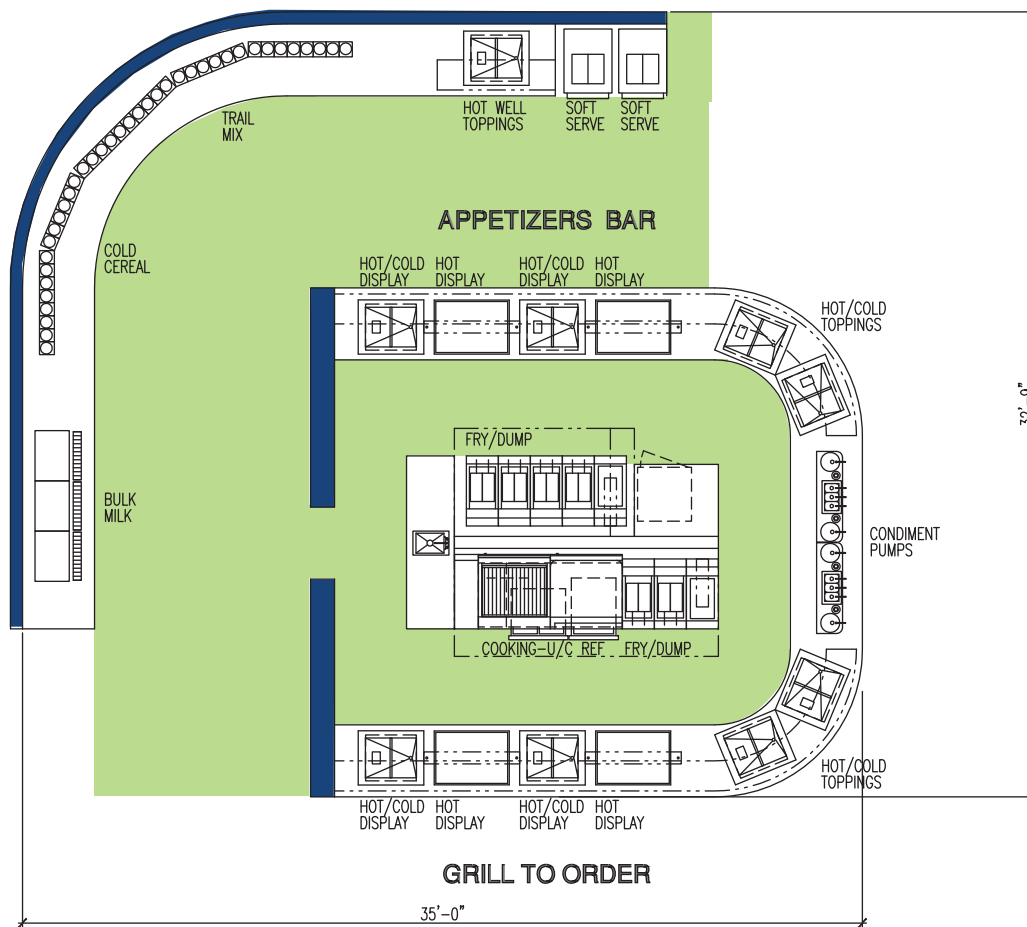 TRAIL
MIX
HOT WELL
TOPPINGS
SOFT
SERVE
SOFT
SERVE
APPETIZERS BAR
COLD
CEREAL
HOT/COLD
DISPLAY
HOT
DISPLAY
HOT/COLD
DISPLAY
HOT
DISPLAY
HOT/COLD
TOPPINGS
32'-0"
FRY/DUMP
BULK
MILK
CONDIMENT
PUMPS
COOKING-U/C REF
FRY/DUMP
HOT/COLD
TOPPINGS
HOT/COLD
DISPLAY
HOT
DISPLAY
HOT/COLD
DISPLAY
HOT
DISPLAY
GRILL TO ORDER
35'-0"